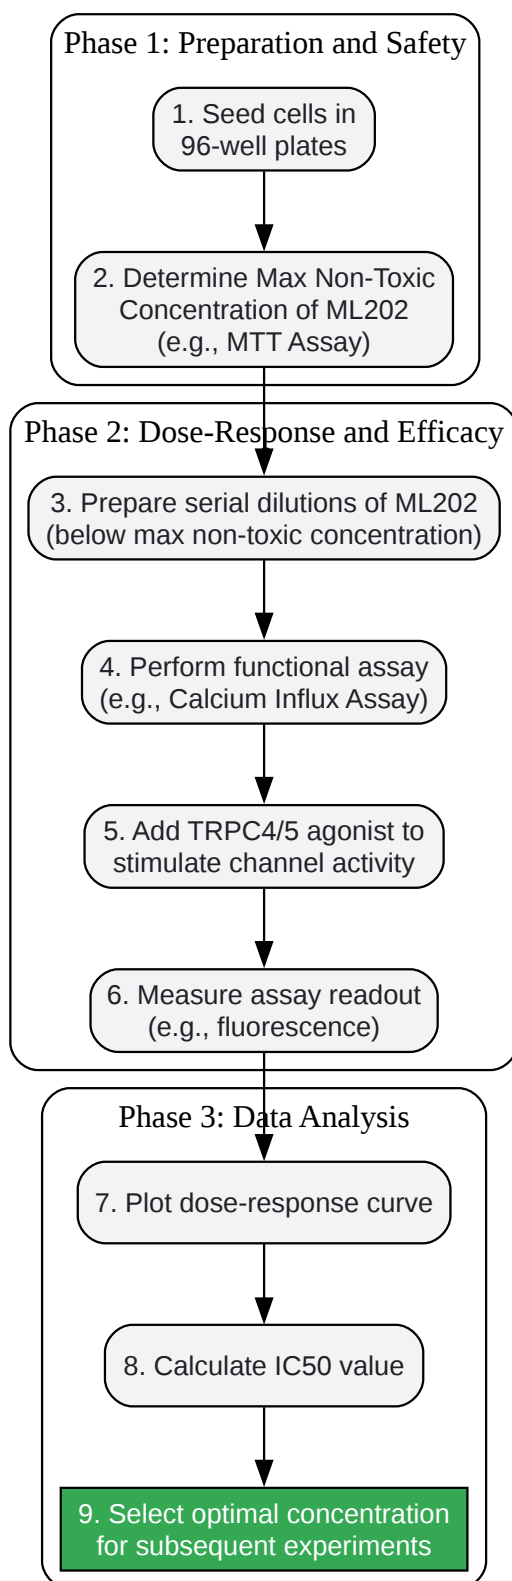 Phase 1: Preparation and Safety
1. Seed cells in
96-well plates
2. Determine Max Non-Toxic
Concentration of ML202
(e.g., MTT Assay)
Phase 2: Dose-Response and Efficacy
3. Prepare serial dilutions of ML202
(below max non-toxic concentration)
4. Perform functional assay
(e.g., Calcium Influx Assay)
5. Add TRPC4/5 agonist to
stimulate channel activity
6. Measure assay readout
(e.g., fluorescence)
Phase 3: Data Analysis
7. Plot dose-response curve
8. Calculate IC50 value
9. Select optimal concentration
for subsequent experiments